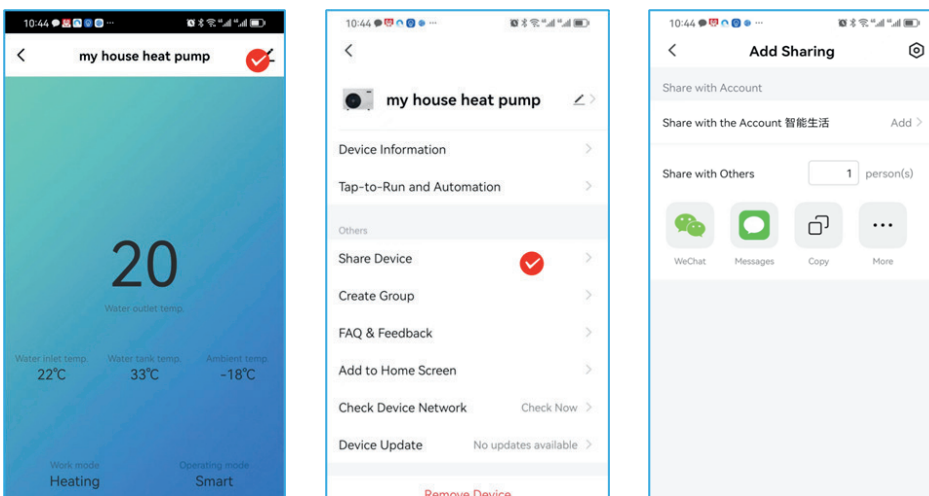 10:44
my house heat pump
20
Water outlet temp.
Water inlet temp. Water tank temp. Ambient temp.
22℃ 33℃ -18℃
Work mode Operating mode
Heating Smart
10:44
my house heat pump
Device Information
Tap-to-Run and Automation
Others
Share Device
Create Group
FAQ & Feedback
Add to Home Screen
Check Device Network Check Now
Device Update No updates available
Remove Device
10:44
Add Sharing
Share with Account
Share with the Account 智能生活 Add
Share with Others 1 person(s)
WeChat Messages Copy More